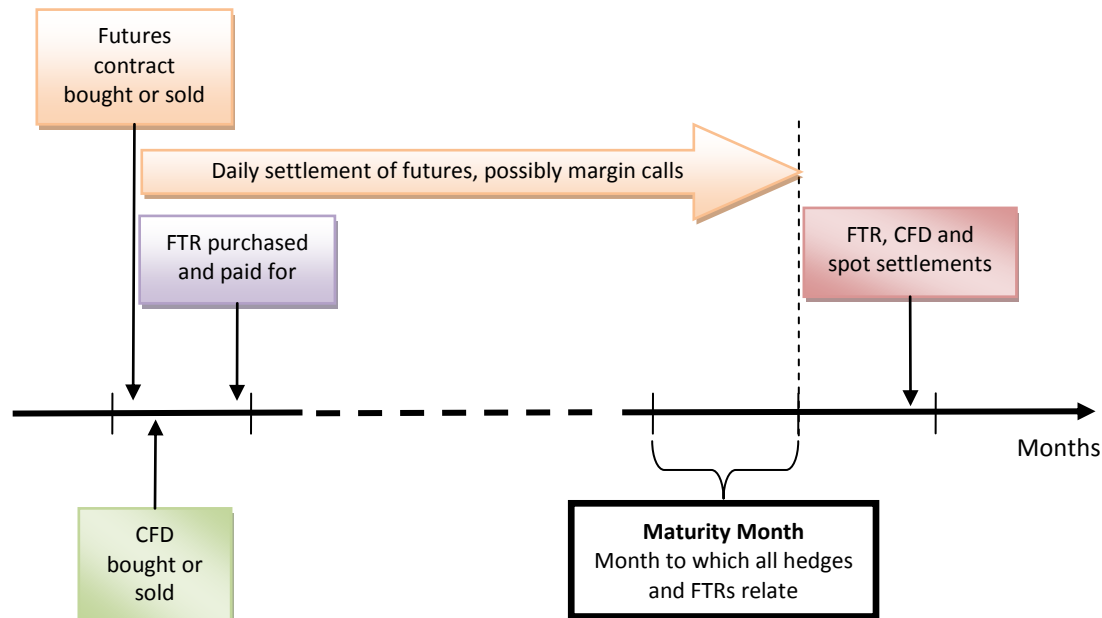 Futures
contract
bought or sold
Daily settlement of futures, possibly margin calls
FTR purchased
and paid for
FTR, CFD and
spot settlements
Months
CFD
bought or
sold
Maturity Month
Month to which all hedges
and FTRs relate